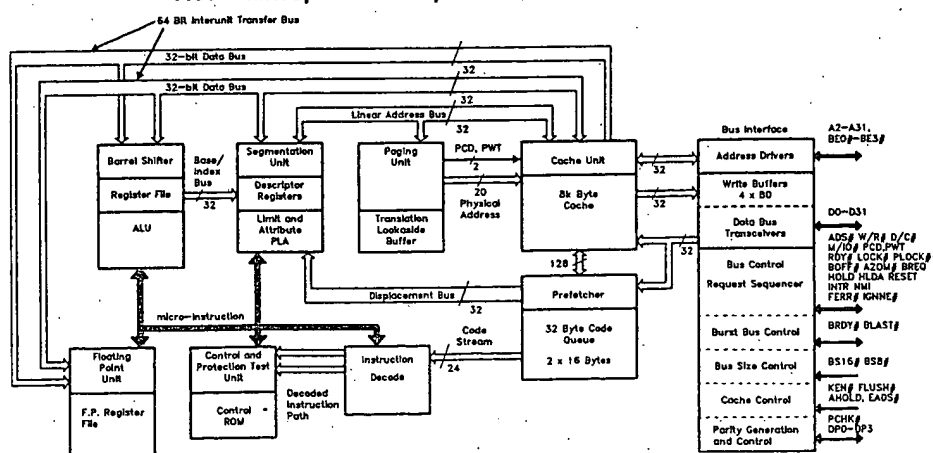 64 BR Interunit Transfer Bus
32-bit Data Bus
32
32-bit Data Bus
32
Linear Address Bus
32
Barrel Shifter
Register File
ALU
Base/
Index
Bus
32
Segmentation
Unit
Descriptor
Registers
Limit and
Attribute
PLA
Paging
Unit
Translation
Lookaside
Buffer
PCD, PWT
2
20
Physical
Address
Cache Unit
8k Byte
Cache
32
32
32
128
Displacement Bus
32
Prefetcher
32 Byte Code
Queue
2 x 16 Bytes
micro-instruction
Code
Stream
24
Floating
Point
Unit
F.P. Register
File
Control and
Protection Test
Unit
Control
ROM
Decoded
Instruction
Path
Instruction
Decode
Bus Interface
Address Drivers
Write Buffers
4 x 80
Data Bus
Transceivers
Bus Control
Request Sequencer
Burst Bus Control
Bus Size Control
Cache Control
Parity Generation
and Control
A2-A31,
BE0#-BE3#
D0-D31
ADS# W/R# D/C#
M/IO# PCD,PWT
RDY# LOCK# PLOCK#
BOFF# A20M# BREQ
HOLD HLDA RESET
INTR NMI
FERR# IGNNE#
BRDY# BLAST#
BS16# BS8#
KEN# FLUSH#
AHOLD, EADS#
PCHK#
DP0-DP3